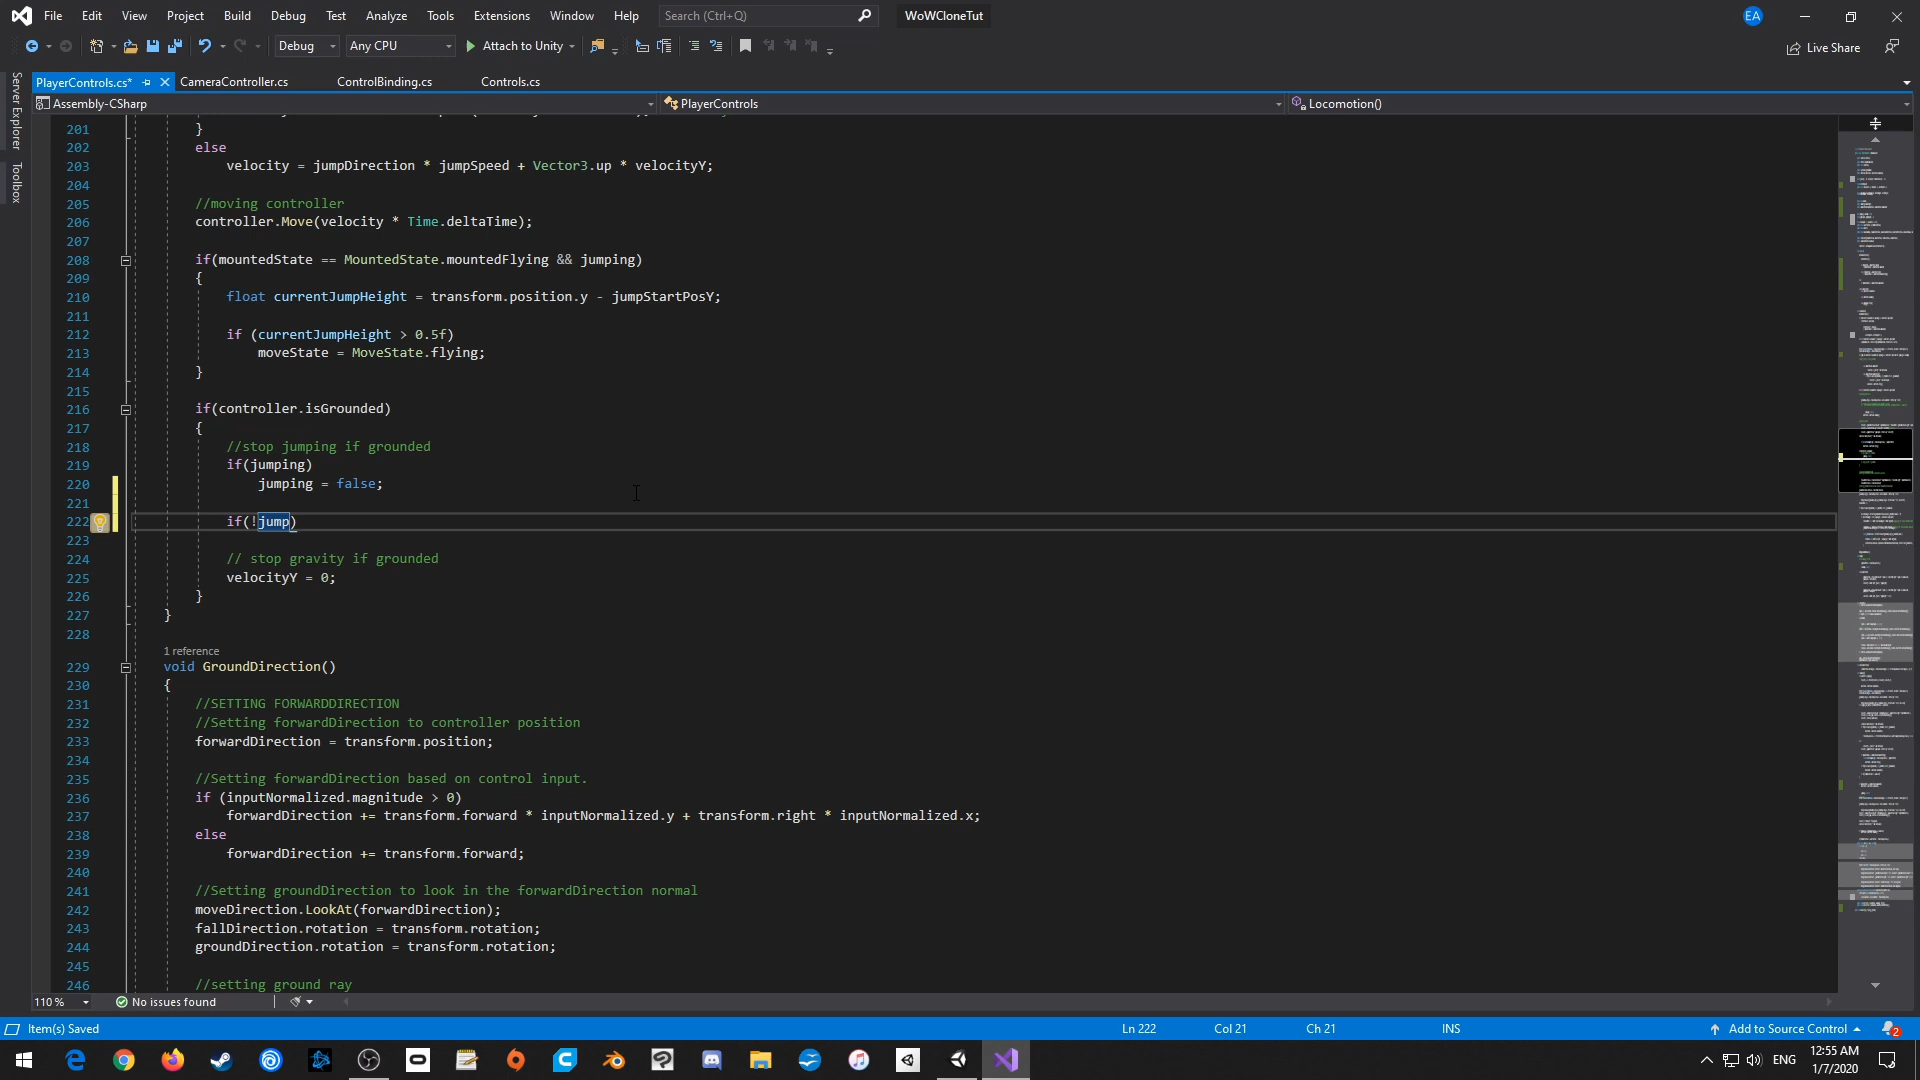 File Edit View Project Build Debug Test Analyze Tools Extensions Window Help Search (Ctrl+Q) WoWCloneTut EA
Debug Any CPU Attach to Unity Live Share
PlayerControls.cs* CameraController.cs ControlBinding.cs Controls.cs
Assembly-CSharp PlayerControls Locomotion()
Server Explorer
Toolbox
201 }
202 else
203 velocity = jumpDirection * jumpSpeed + Vector3.up * velocityY;
204
205 //moving controller
206 controller.Move(velocity * Time.deltaTime);
207
208 if(mountedState == MountedState.mountedFlying && jumping)
209 {
210 float currentJumpHeight = transform.position.y - jumpStartPosY;
211
212 if (currentJumpHeight > 0.5f)
213 moveState = MoveState.flying;
214 }
215
216 if(controller.isGrounded)
217 {
218 //stop jumping if grounded
219 if(jumping)
220 jumping = false;
221
222 if(!jump)
223
224 // stop gravity if grounded
225 velocityY = 0;
226 }
227 }
228
1 reference
229 void GroundDirection()
230 {
231 //SETTING FORWARDDIRECTION
232 //Setting forwardDirection to controller position
233 forwardDirection = transform.position;
234
235 //Setting forwardDirection based on control input.
236 if (inputNormalized.magnitude > 0)
237 forwardDirection += transform.forward * inputNormalized.y + transform.right * inputNormalized.x;
238 else
239 forwardDirection += transform.forward;
240
241 //Setting groundDirection to look in the forwardDirection normal
242 moveDirection.LookAt(forwardDirection);
243 fallDirection.rotation = transform.rotation;
244 groundDirection.rotation = transform.rotation;
245
246 //setting ground ray
110 % No issues found
Item(s) Saved Ln 222 Col 21 Ch 21 INS Add to Source Control 2
ENG 12:55 AM
1/7/2020